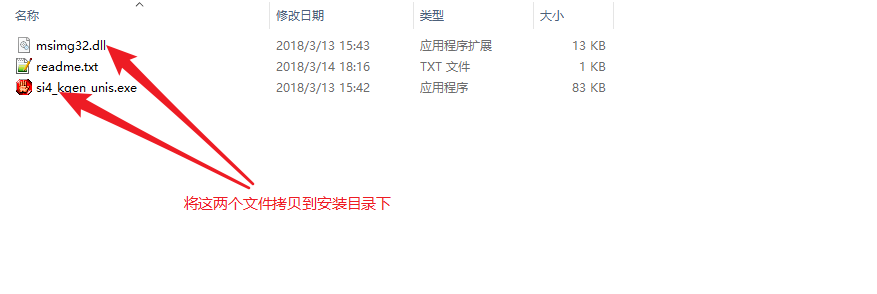 名称 修改日期 类型 大小
msimg32.dll 2018/3/13 15:43 应用程序扩展 13 KB
readme.txt 2018/3/14 18:16 TXT 文件 1 KB
si4_kgen_unis.exe 2018/3/13 15:42 应用程序 83 KB
将这两个文件拷贝到安装目录下